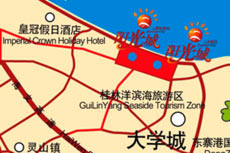 皇冠假日酒店
Imperial Crown Holiday Hotel
阳光城
阳光城
桂林洋滨海旅游区
GuiLinYang Seaside Tourism Zone
大学城
东寨港国
灵山镇